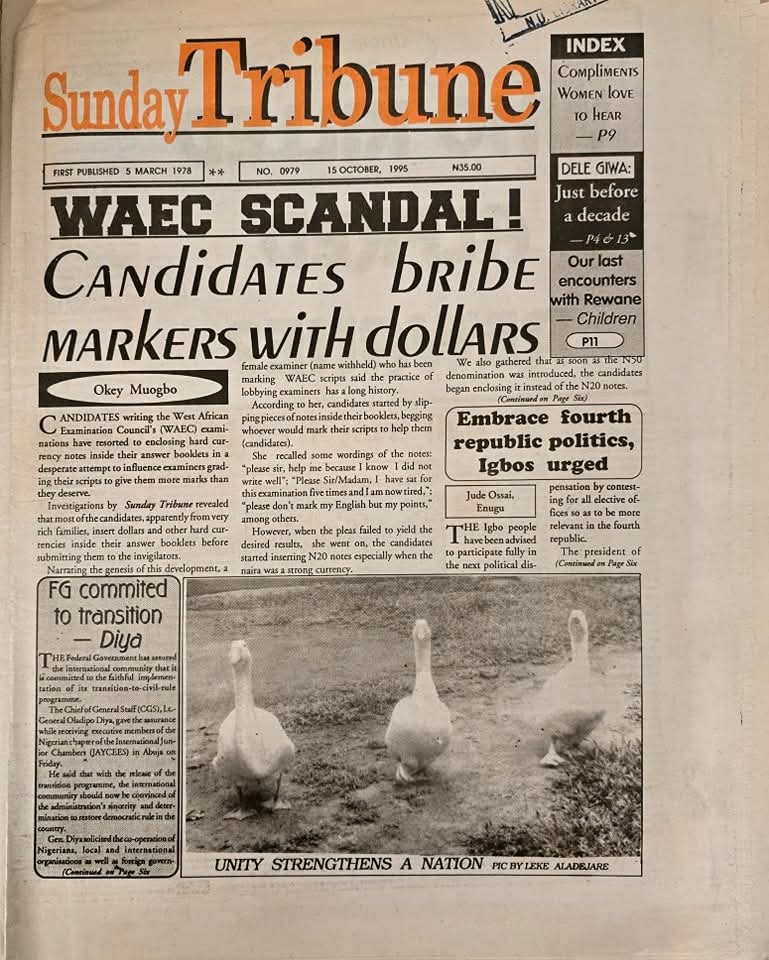 Sunday Tribune
FIRST PUBLISHED 5 MARCH 1978
**
NO. 0979 15 OCTOBER, 1995 ₦35.00
INDEX
COMPLIMENTS
WOMEN LOVE
TO HEAR
— P9
DELE GIWA:
Just before
a decade
— P4 & 13
Our last
encounters
with Rewane
— Children
P11
WAEC SCANDAL!
CANDIDATES bribe
MARKERS WITH dollARS
Okey Muogbo
CANDIDATES writing the West African
Examination Council's (WAEC) exami-
nations have resorted to enclosing hard cur-
rency notes inside their answer booklets in a
desperate attempt to influence examiners grad-
ing their scripts to give them more marks than
they deserve.
Investigations by Sunday Tribune revealed
that most of the candidates, apparently from very
rich families, insert dollars and other hard cur-
rencies inside their answer booklets before
submitting them to the invigilators.
Narrating the genesis of this development, a
female examiner (name withheld) who has been
marking WAEC scripts said the practice of
lobbying examiners has a long history.
According to her, candidates started by slip-
ping pieces of notes inside their booklets, begging
whoever would mark their scripts to help them
(candidates).
She recalled some wordings of the notes:
"please sir, help me because I know I did not
write well"; "Please Sir/Madam, I have sat for
this examination five times and I am now tired,";
"please don't mark my English but my points,"
among others.
However, when the pleas failed to yield the
desired results, she went on, the candidates
started inserting N20 notes especially when the
naira was a strong currency.
We also gathered that as soon as the N50
denomination was introduced, the candidates
began enclosing it instead of the N20 notes.
(Continued on Page Six)
Embrace fourth
republic politics,
Igbos urged
Jude Ossai,
Enugu
THE Igbo people
have been advised
to participate fully in
the next political dis-
pensation by contest-
ing for all elective of-
fices so as to be more
relevant in the fourth
republic.
The president of
(Continued on Page Six
FG commited
to transition
— Diya
THE Federal Government has assured
the international community that it
is committed to the faithful implemen-
tation of its transition-to-civil-rule
programme.
The Chief of General Staff (CGS), Lt-
General Oladipo Diya, gave the assurance
while receiving executive members of the
Nigerian chapter of the International Jun-
ior Chambers (JAYCEES) in Abuja on
Friday.
He said that with the release of the
transition programme, the international
community should now be convinced of
the administration's sincerity and deter-
mination to restore democratic rule in the
country.
Gen. Diya solicited the co-operation of
Nigerians, local and international
organisations as well as foreign govern-
(Continued on Page Six
UNITY STRENGTHENS A NATION PIC BY LEKE ALADEJARE